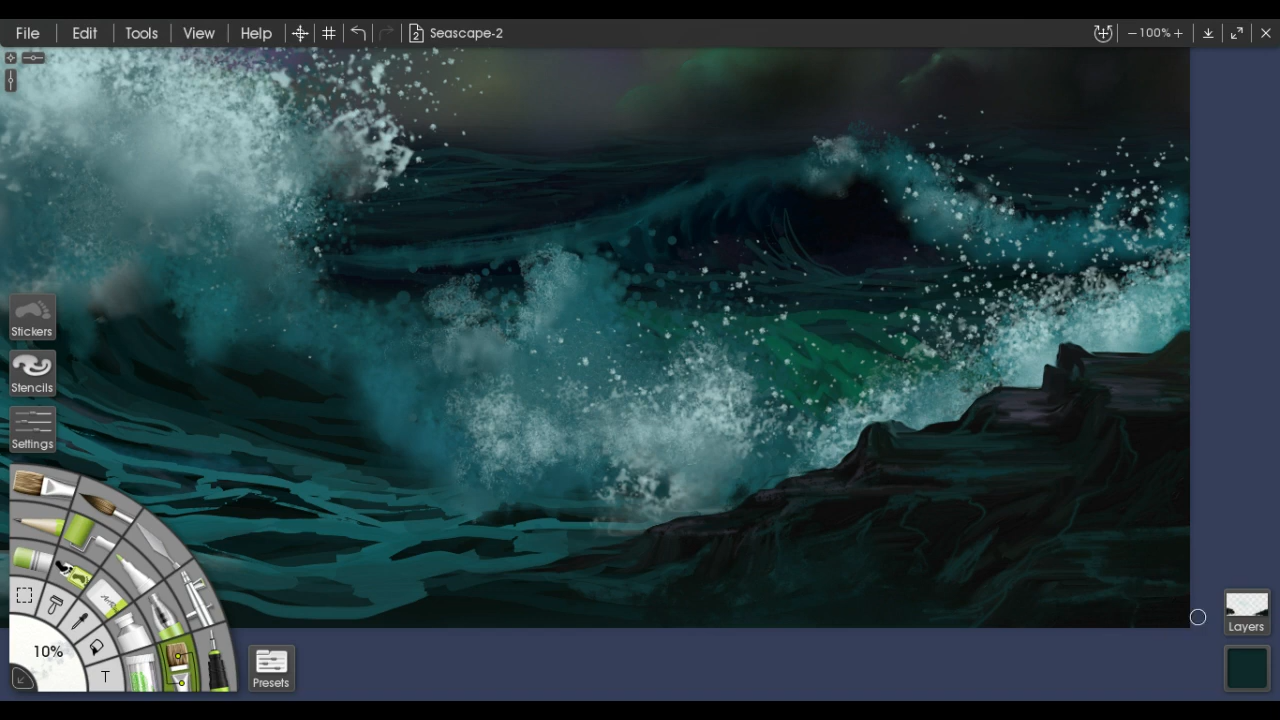 File Edit Tools View Help 2 Seascape-2 −100%+
Stickers
Stencils
Settings
10%
T
Presets
Layers